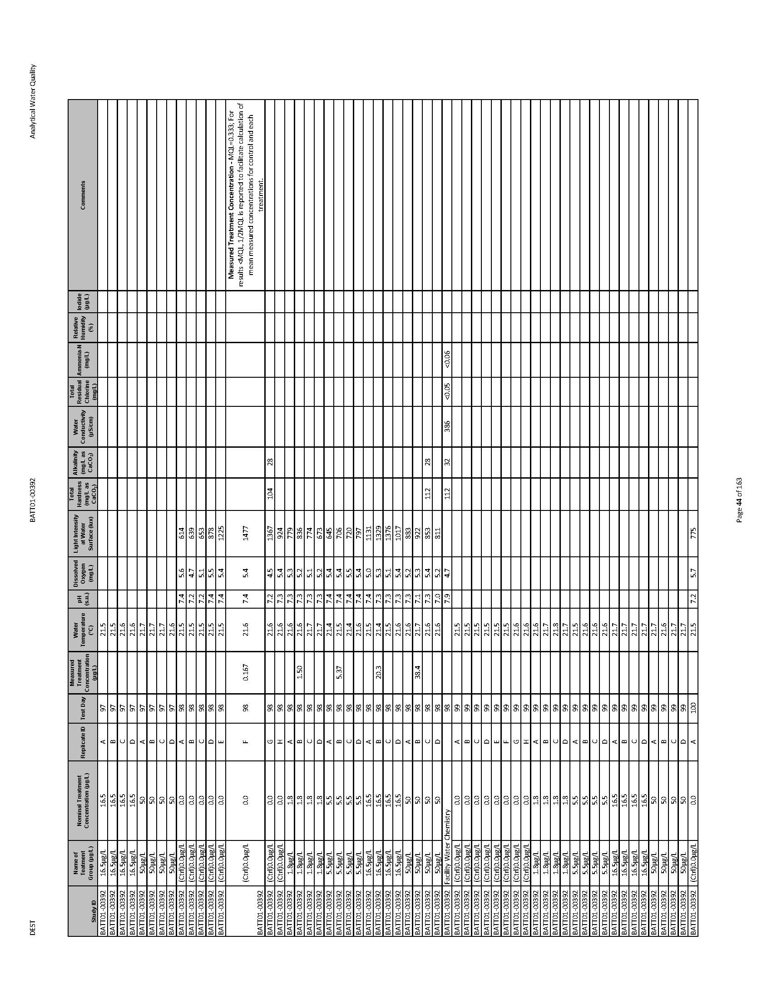 DEST BATT01-00392 Analytical Water Quality
Study ID Name of Teatment Group (µg/L) Nominal Treatment Concentration (µg/L) Replicate ID Test Day Measured Treatment Concentration (µg/L) Water Temperature (°C) pH (s.u.) Dissolved Oxygen (mg/L) Light Intensity at Water Surface (lux) Total Hardness (mg/L as CaCO₃) Alkalinity (mg/L as CaCO₃) Water Conductivity (µS/cm) Total Residual Chlorine (mg/L) Ammonia-N (mg/L) Relative Humidity (%) Iodide (µg/L) Comments
BATT01-00392 16.5µg/L 16.5 A 97 21.5
BATT01-00392 16.5µg/L 16.5 B 97 21.5
BATT01-00392 16.5µg/L 16.5 C 97 21.6
BATT01-00392 16.5µg/L 16.5 D 97 21.6
BATT01-00392 50µg/L 50 A 97 21.7
BATT01-00392 50µg/L 50 B 97 21.7
BATT01-00392 50µg/L 50 C 97 21.7
BATT01-00392 50µg/L 50 D 97 21.6
BATT01-00392 (Ctrl)0.0µg/L 0.0 A 98 21.5 7.4 5.6 614
BATT01-00392 (Ctrl)0.0µg/L 0.0 B 98 21.5 7.2 4.7 639
BATT01-00392 (Ctrl)0.0µg/L 0.0 C 98 21.5 7.2 5.1 653
BATT01-00392 (Ctrl)0.0µg/L 0.0 D 98 21.5 7.4 5.5 878
BATT01-00392 (Ctrl)0.0µg/L 0.0 E 98 21.5 7.4 5.4 1225
BATT01-00392 (Ctrl)0.0µg/L 0.0 F 98 0.167 21.6 7.4 5.4 1477 Measured Treatment Concentration - MQL=0.333; For
results <MQL, 1/2MQL is reported to facilitate calculation of
mean measured concentrations for control and each
treatment.
BATT01-00392 (Ctrl)0.0µg/L 0.0 G 98 21.6 7.2 4.5 1367 104 28
BATT01-00392 (Ctrl)0.0µg/L 0.0 H 98 21.6 7.3 5.4 924
BATT01-00392 1.8µg/L 1.8 A 98 21.6 7.3 5.3 779
BATT01-00392 1.8µg/L 1.8 B 98 1.50 21.6 7.3 5.2 836
BATT01-00392 1.8µg/L 1.8 C 98 21.7 7.3 5.1 774
BATT01-00392 1.8µg/L 1.8 D 98 21.7 7.3 5.2 673
BATT01-00392 5.5µg/L 5.5 A 98 21.4 7.4 5.4 645
BATT01-00392 5.5µg/L 5.5 B 98 5.37 21.5 7.4 5.4 706
BATT01-00392 5.5µg/L 5.5 C 98 21.4 7.4 5.5 720
BATT01-00392 5.5µg/L 5.5 D 98 21.6 7.4 5.4 797
BATT01-00392 16.5µg/L 16.5 A 98 21.5 7.4 5.0 1131
BATT01-00392 16.5µg/L 16.5 B 98 20.3 21.4 7.3 5.3 1329
BATT01-00392 16.5µg/L 16.5 C 98 21.5 7.3 5.1 1376
BATT01-00392 16.5µg/L 16.5 D 98 21.6 7.3 5.4 1017
BATT01-00392 50µg/L 50 A 98 21.6 7.3 5.2 883
BATT01-00392 50µg/L 50 B 98 38.4 21.7 7.1 5.3 922
BATT01-00392 50µg/L 50 C 98 21.6 7.3 5.4 853 112 28
BATT01-00392 50µg/L 50 D 98 21.6 7.0 5.2 811
BATT01-00392 Facility Water Chemistry 98 7.9 4.7 112 32 386 <0.05 <0.06
BATT01-00392 (Ctrl)0.0µg/L 0.0 A 99 21.5
BATT01-00392 (Ctrl)0.0µg/L 0.0 B 99 21.5
BATT01-00392 (Ctrl)0.0µg/L 0.0 C 99 21.5
BATT01-00392 (Ctrl)0.0µg/L 0.0 D 99 21.5
BATT01-00392 (Ctrl)0.0µg/L 0.0 E 99 21.5
BATT01-00392 (Ctrl)0.0µg/L 0.0 F 99 21.5
BATT01-00392 (Ctrl)0.0µg/L 0.0 G 99 21.6
BATT01-00392 (Ctrl)0.0µg/L 0.0 H 99 21.6
BATT01-00392 1.8µg/L 1.8 A 99 21.6
BATT01-00392 1.8µg/L 1.8 B 99 21.7
BATT01-00392 1.8µg/L 1.8 C 99 21.8
BATT01-00392 1.8µg/L 1.8 D 99 21.7
BATT01-00392 5.5µg/L 5.5 A 99 21.5
BATT01-00392 5.5µg/L 5.5 B 99 21.6
BATT01-00392 5.5µg/L 5.5 C 99 21.6
BATT01-00392 5.5µg/L 5.5 D 99 21.6
BATT01-00392 16.5µg/L 16.5 A 99 21.7
BATT01-00392 16.5µg/L 16.5 B 99 21.7
BATT01-00392 16.5µg/L 16.5 C 99 21.7
BATT01-00392 16.5µg/L 16.5 D 99 21.7
BATT01-00392 50µg/L 50 A 99 21.7
BATT01-00392 50µg/L 50 B 99 21.6
BATT01-00392 50µg/L 50 C 99 21.7
BATT01-00392 50µg/L 50 D 99 21.7
BATT01-00392 (Ctrl)0.0µg/L 0.0 A 100 21.5 7.2 5.7 775
Page 44 of 163